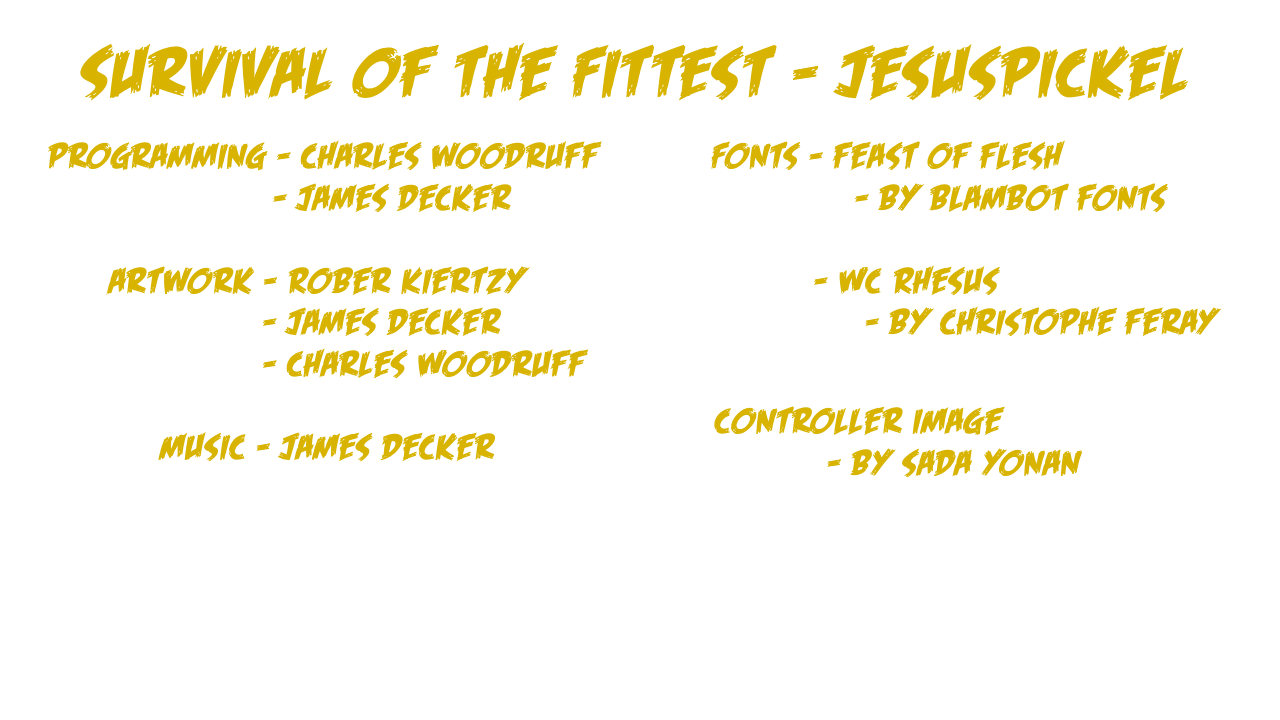 SURVIVAL OF THE FITTEST - JESUSPICKEL
PROGRAMMING - CHARLES WOODRUFF
- JAMES DECKER
ARTWORK - ROBER KIERTZY
- JAMES DECKER
- CHARLES WOODRUFF
MUSIC - JAMES DECKER
FONTS - FEAST OF FLESH
- BY BLAMBOT FONTS
- WC RHESUS
- BY CHRISTOPHE FERAY
CONTROLLER IMAGE
- BY SADA YONAN